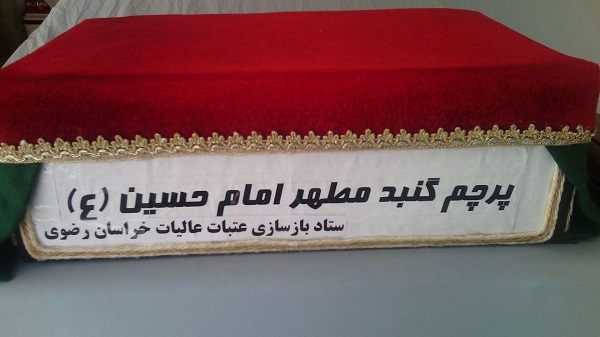 پرچم گنبد مطهر امام حسین (ع)
ستاد بازسازی عتبات عالیات خراسان رضوی